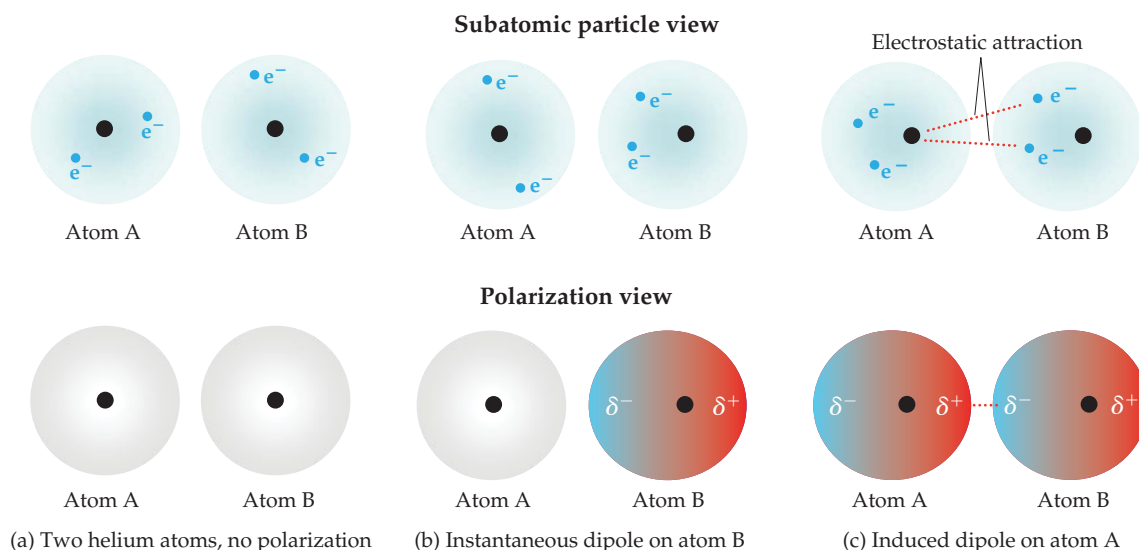 Subatomic particle view
Electrostatic attraction
e⁻
e⁻
e⁻
e⁻
e⁻
e⁻
e⁻
e⁻
e⁻
e⁻
e⁻
e⁻
Atom A
Atom B
Atom A
Atom B
Atom A
Atom B
Polarization view
δ⁻
δ⁺
δ⁻
δ⁺
δ⁻
δ⁺
Atom A
Atom B
Atom A
Atom B
Atom A
Atom B
(a) Two helium atoms, no polarization
(b) Instantaneous dipole on atom B
(c) Induced dipole on atom A